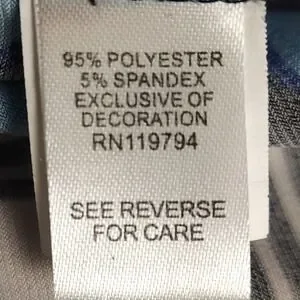 95% POLYESTER
5% SPANDEX
EXCLUSIVE OF
DECORATION
RN119794
SEE REVERSE
FOR CARE